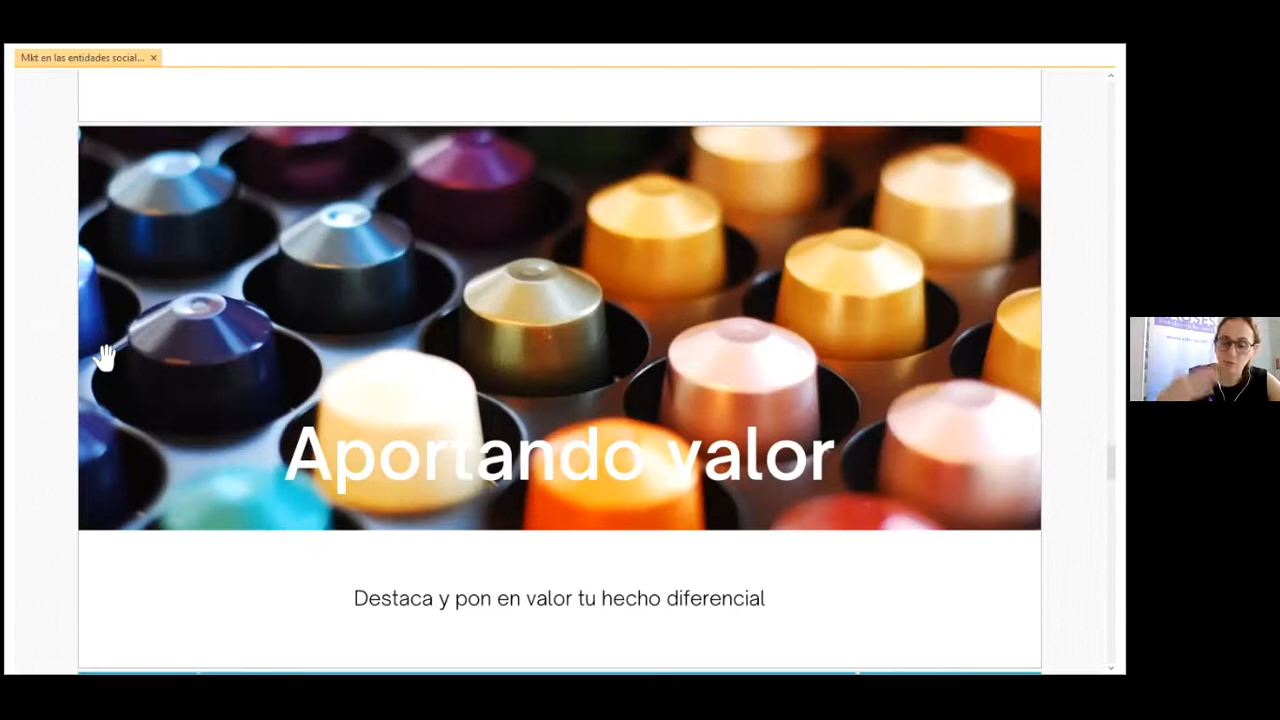 Mkt en las entidades social...
Aportando valor
Destaca y pon en valor tu hecho diferencial